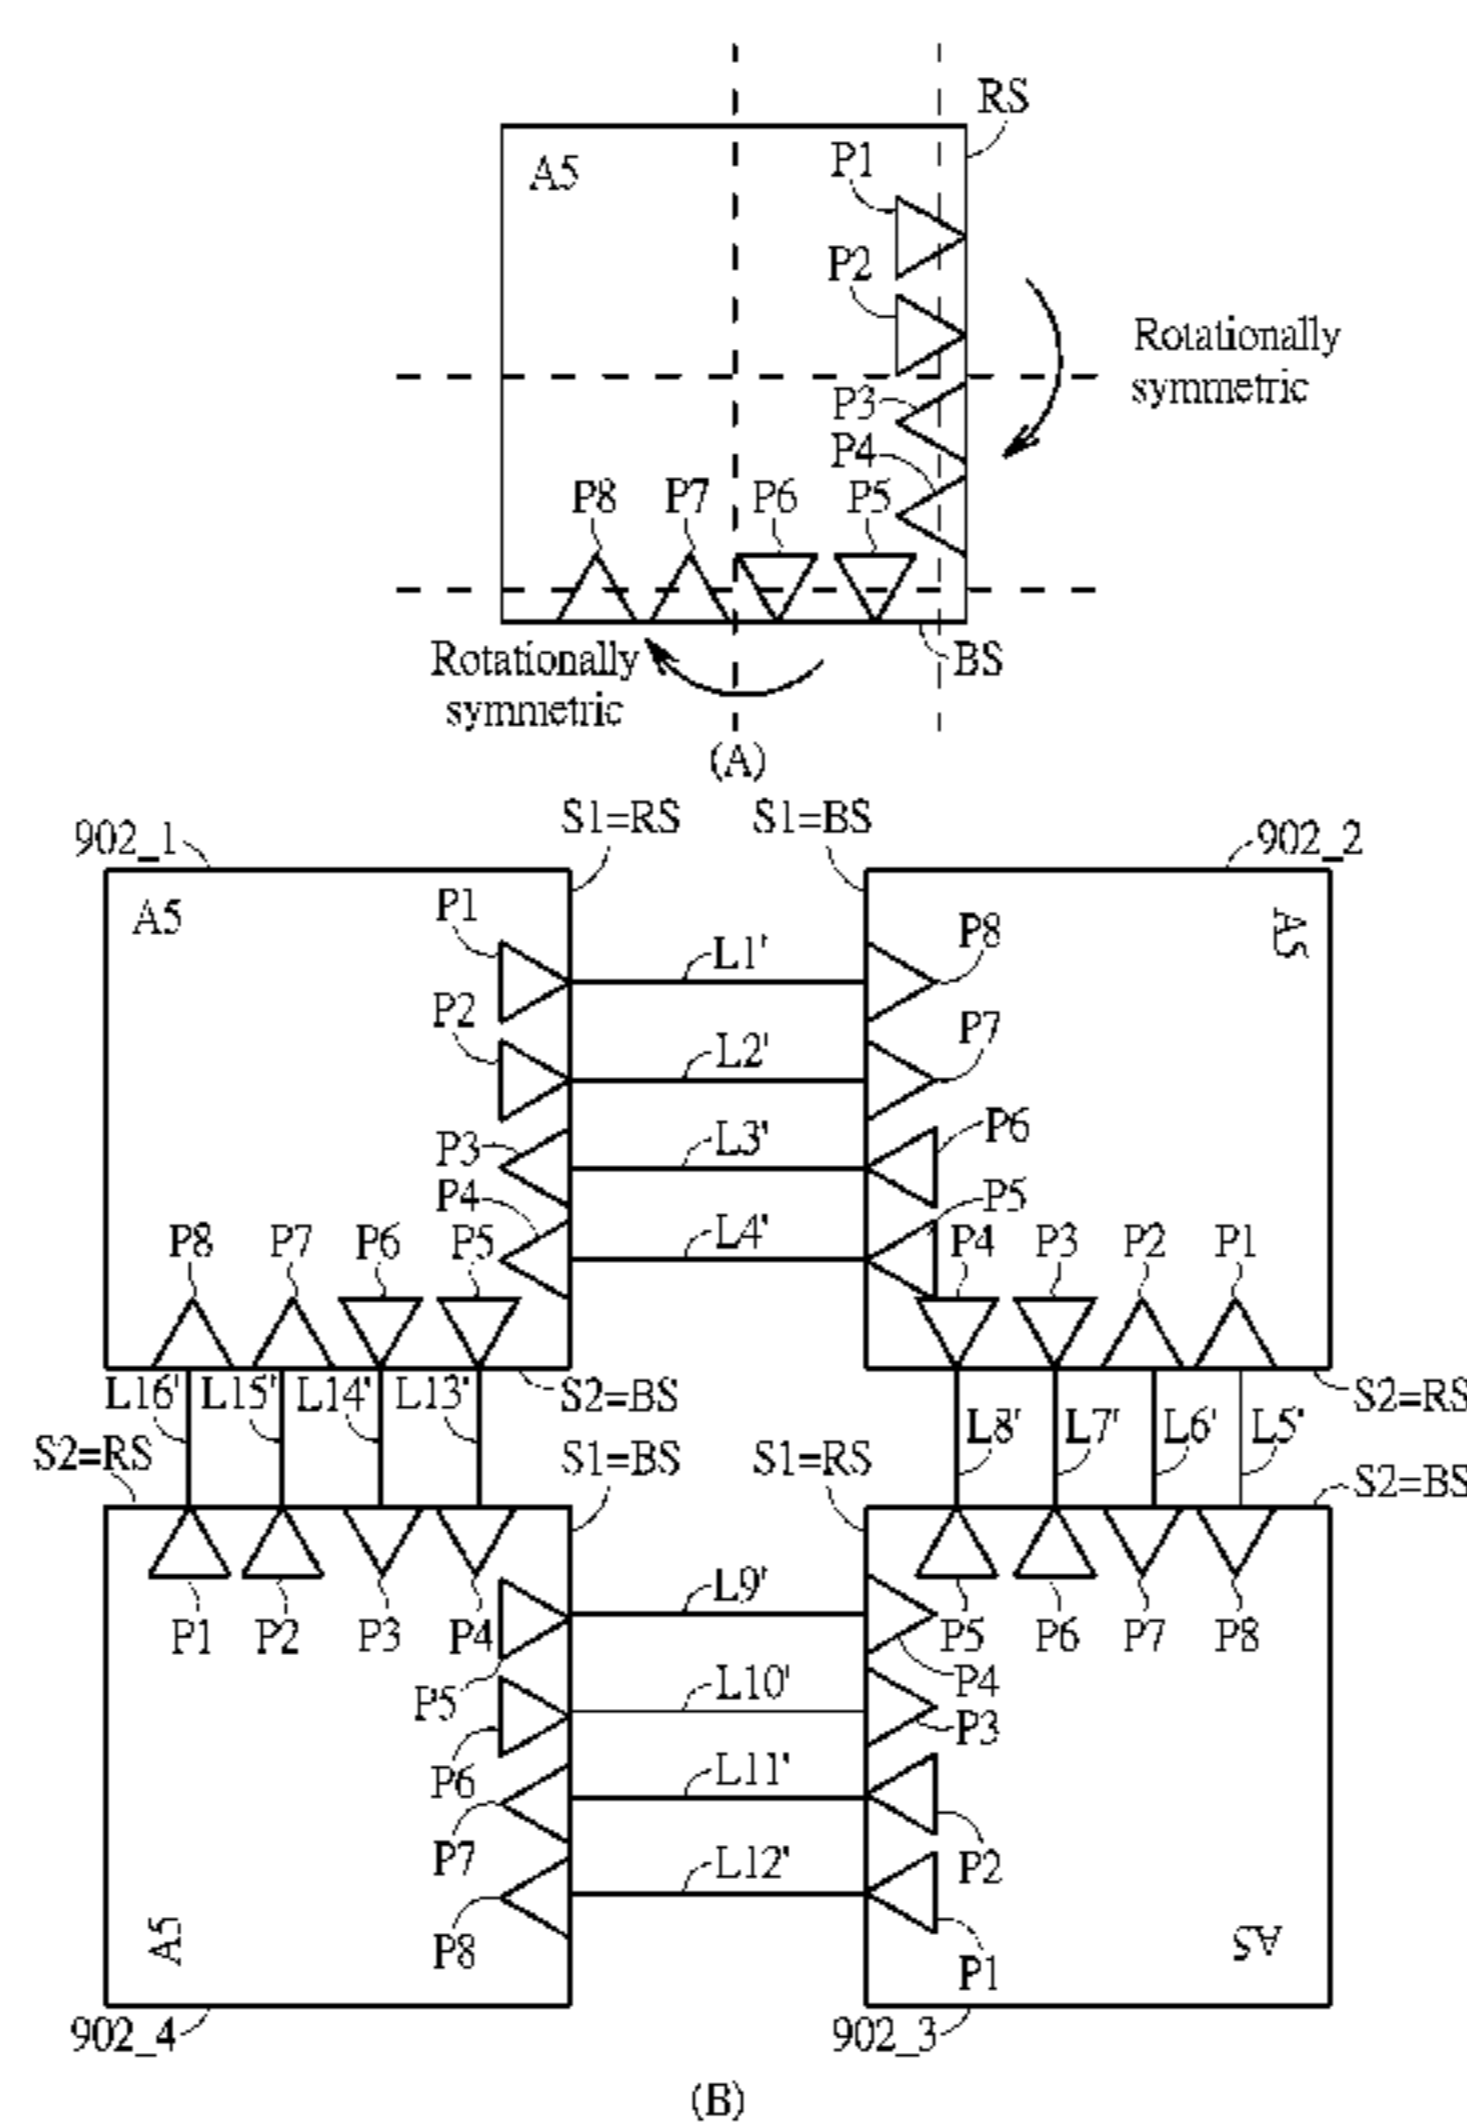 RS
A5
P1
P2
Rotationally
symmetric
P3
P4
P8 P7 P6 P5
Rotationally
symmetric
BS
(A)
S1=RS S1=BS
902_1 902_2
A5 P1 P8 A5
L1'
P2 P7
L2'
P6
P3 L3'
P4 P5
L4'
P8 P7 P6 P5 P4 P3 P2 P1
L16' L15' L14' L13' S2=BS S2=RS
L8' L7' L6' L5'
S2=RS S1=BS S1=RS S2=BS
L9'
P1 P2 P3 P4 P5 P6 P7 P8
P4
P5 L10'
P3
P6 L11'
P7 P2
L12'
A5 P8 P1 A5
902_4 902_3
(B)